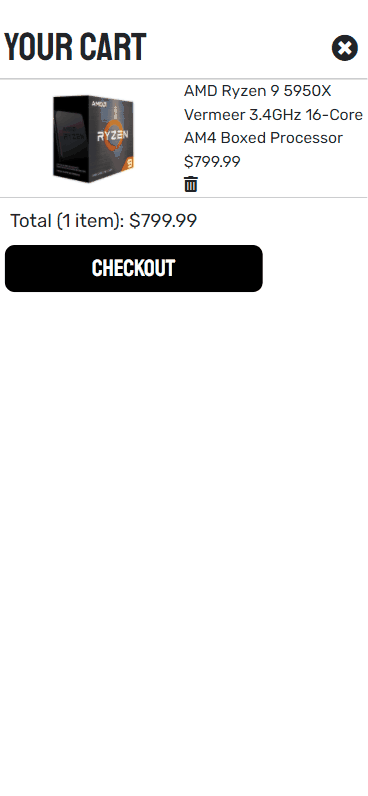 YOUR CART
AMD Ryzen 9 5950X
Vermeer 3.4GHz 16-Core
AM4 Boxed Processor
$799.99
AMD
RYZEN
9
Total (1 item): $799.99
CHECKOUT